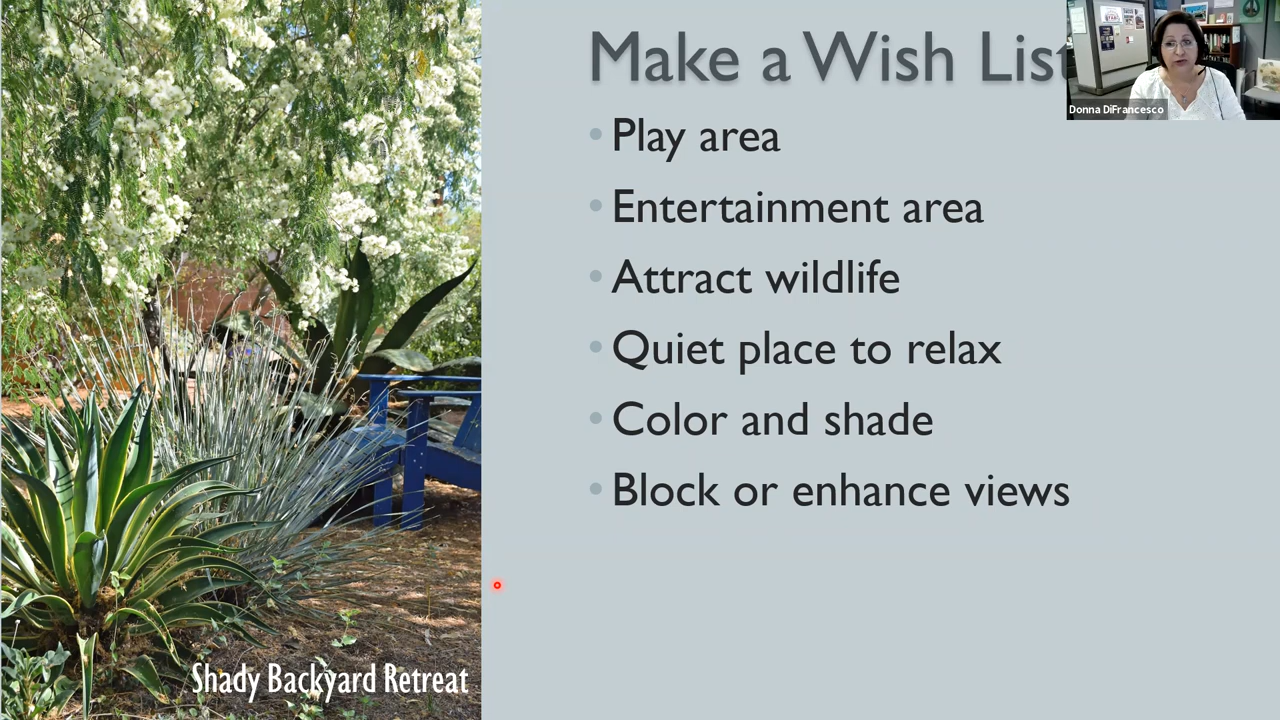 Make a Wish List
Donna DiFrancesco
• Play area
• Entertainment area
• Attract wildlife
• Quiet place to relax
• Color and shade
• Block or enhance views
Shady Backyard Retreat